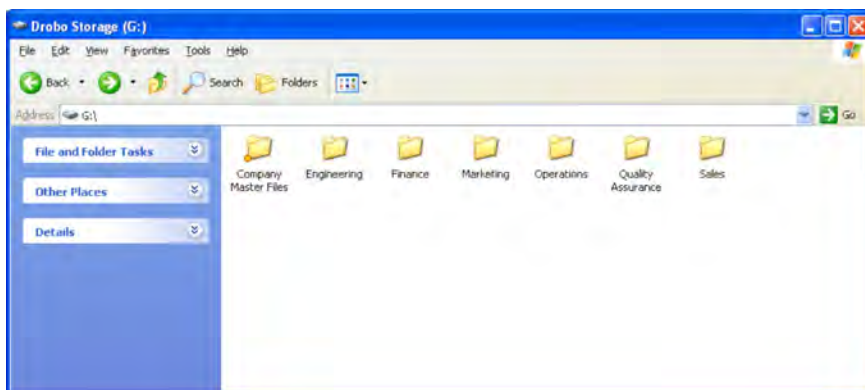 Drobo Storage (G:)
File Edit View Favorites Tools Help
Back Search Folders
Address G:\ Go
File and Folder Tasks
Other Places
Details
Company Master Files
Engineering
Finance
Marketing
Operations
Quality Assurance
Sales